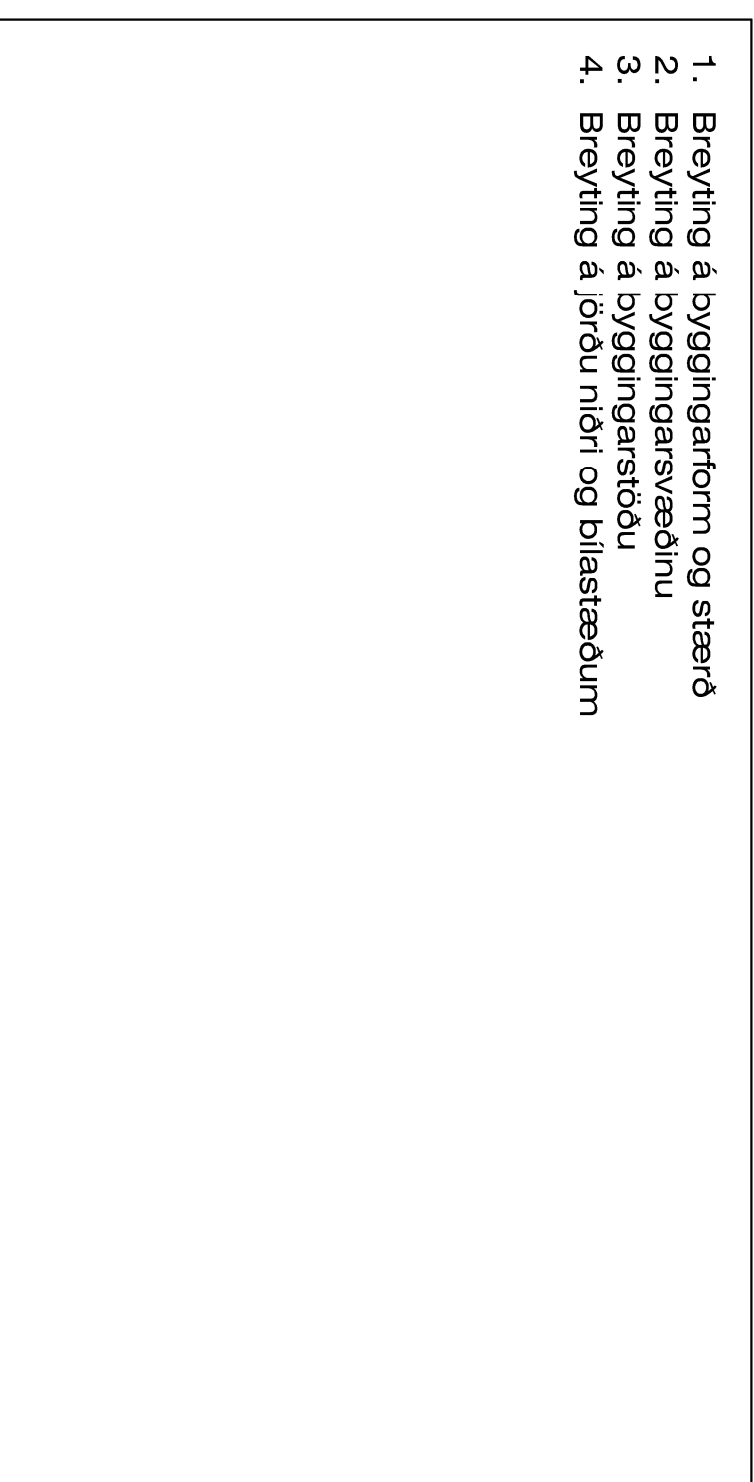 1. Breyting á byggingarform og stærð
2. Breyting á byggingarsvæðinu
3. Breyting á byggingarstöðu
4. Breyting á jörðu niðri og bílastæðum